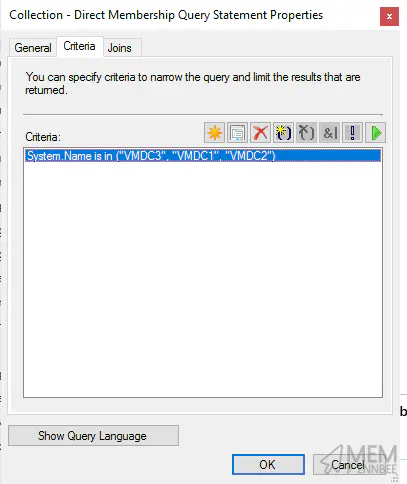 Collection - Direct Membership Query Statement Properties
x
General Criteria Joins
You can specify criteria to narrow the query and limit the results that are
returned.
Criteria:
&|
!
System.Name is in ("VMDC3", "VMDC1", "VMDC2")
b
Show Query Language
OK Cancel
MEM
ENNBEE